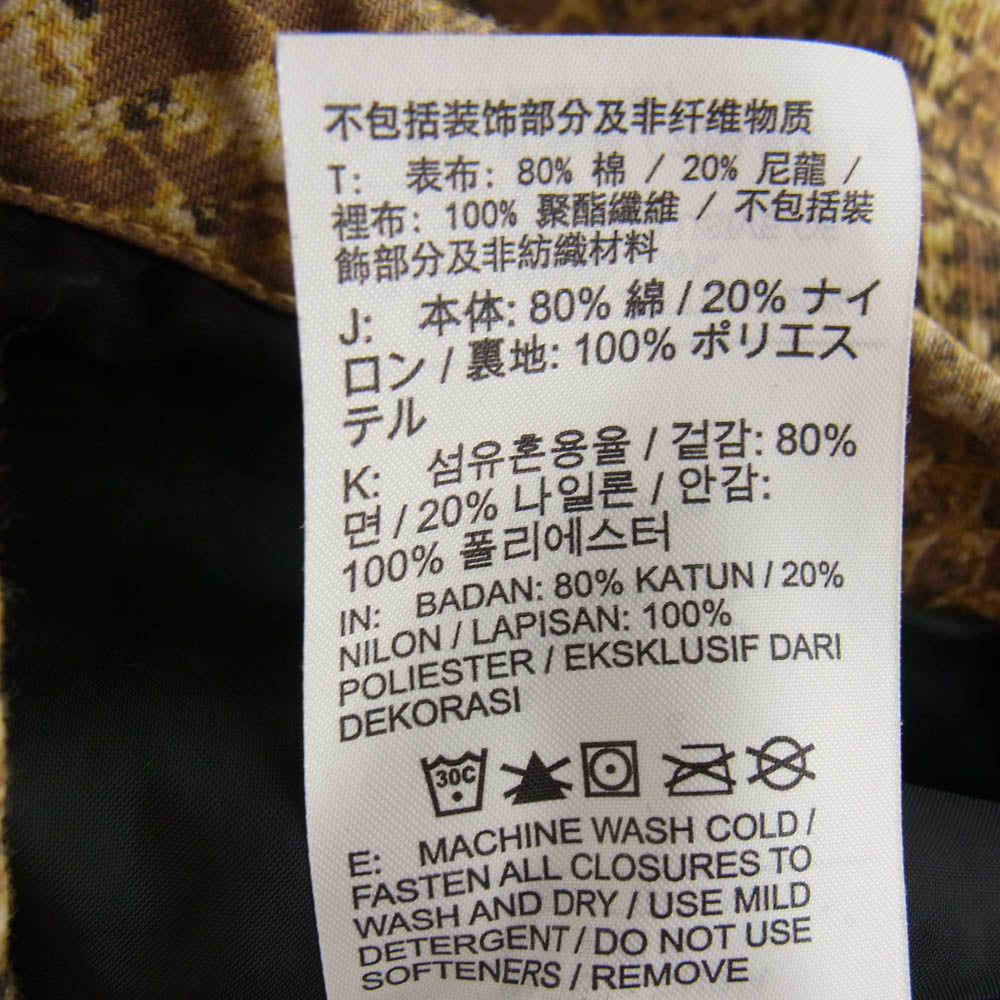 不包括装饰部分及非纤维物质
T: 表布: 80% 棉 / 20% 尼龍 /
裡布: 100% 聚酯纖維 / 不包括裝
飾部分及非紡織材料
J: 本体: 80% 綿 / 20% ナイ
ロン / 裏地: 100% ポリエス
テル
K: 섬유혼용율 / 겉감: 80%
면 / 20% 나일론 / 안감:
100% 폴리에스터
IN: BADAN: 80% KATUN / 20%
NILON / LAPISAN: 100%
POLIESTER / EKSKLUSIF DARI
DEKORASI
30C
E: MACHINE WASH COLD /
FASTEN ALL CLOSURES TO
WASH AND DRY / USE MILD
DETERGENT / DO NOT USE
SOFTENERS / REMOVE